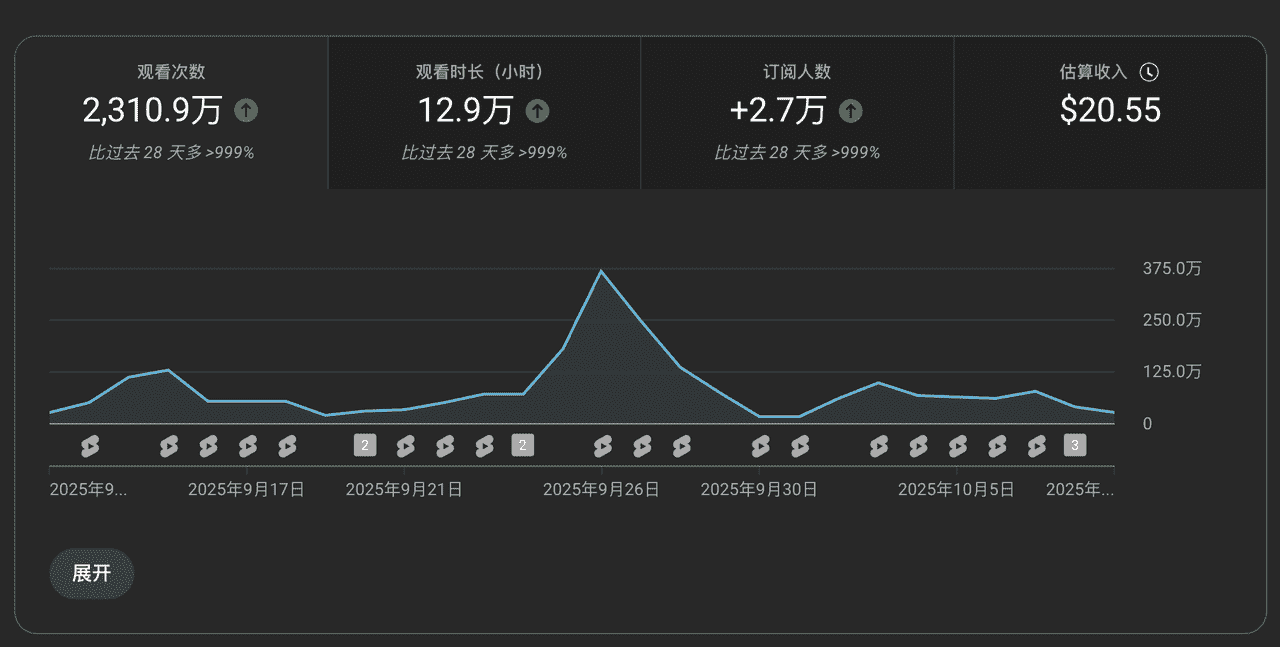 观看次数
2,310.9万
比过去 28 天多 >999%
观看时长（小时）
12.9万
比过去 28 天多 >999%
订阅人数
+2.7万
比过去 28 天多 >999%
估算收入
$20.55
375.0万
250.0万
125.0万
0
2
2
3
2025年9...
2025年9月17日
2025年9月21日
2025年9月26日
2025年9月30日
2025年10月5日
2025年...
展开